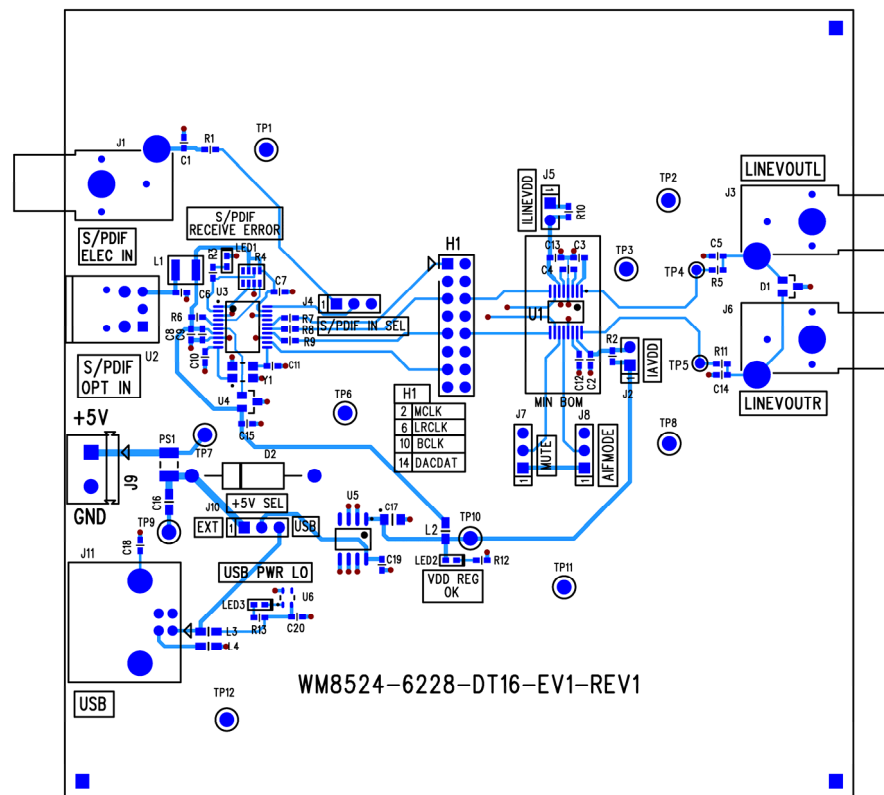 J1
C1
R1
TP1
S/PDIF
ELEC IN
S/PDIF
RECEIVE ERROR
L1
C6
R3
LED1
R4
C7
U3
R6
C8
C9
C10
R7
R8
R9
C11
Y1
U4
C15
U2
S/PDIF
OPT IN
J4
1
S/PDIF IN SEL
H1
H1
2 MCLK
6 LRCLK
10 BCLK
14 DACDAT
ILINEVDD
J5
1
R10
C13
C3
C4
U1
R2
C12
C2
J2
1
IAVDD
MIN BOM
J7
1
MUTE
J8
1
AIFMODE
TP2
TP3
TP4
TP5
TP6
TP8
LINEVOUTL
J3
C5
R5
D1
J6
R11
C14
LINEVOUTR
+5V
PS1
J9
GND
C16
TP7
TP9
D2
+5V SEL
J10
EXT
1
USB
U5
C17
C19
L2
TP10
LED2
R12
VDD REG
OK
TP11
J11
C18
USB PWR LO
LED3
U6
R13
C20
L3
L4
USB
TP12
WM8524-6228-DT16-EV1-REV1